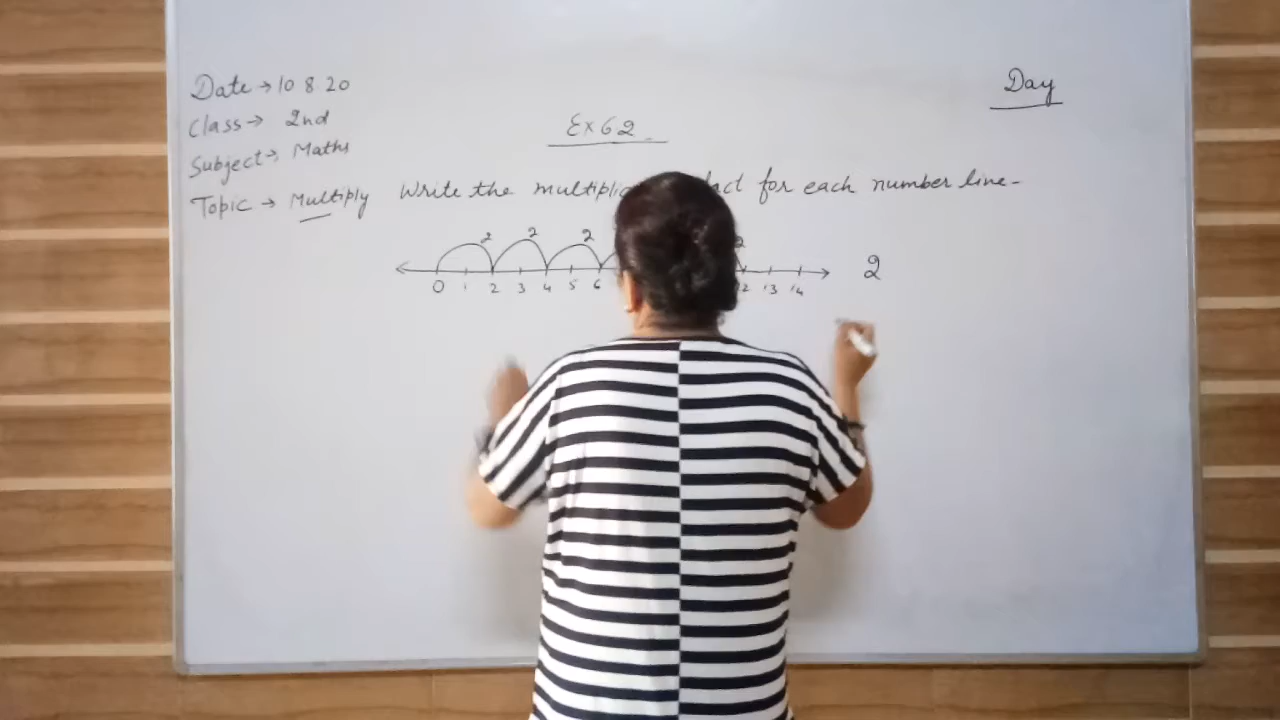 Date → 10 8 20
Day
Class → 2nd
Ex 6 2
Subject → Maths
Topic → Multiply
Write the for each number line -
2 2 2 2
0 1 2 3 4 5 6 13 14
2